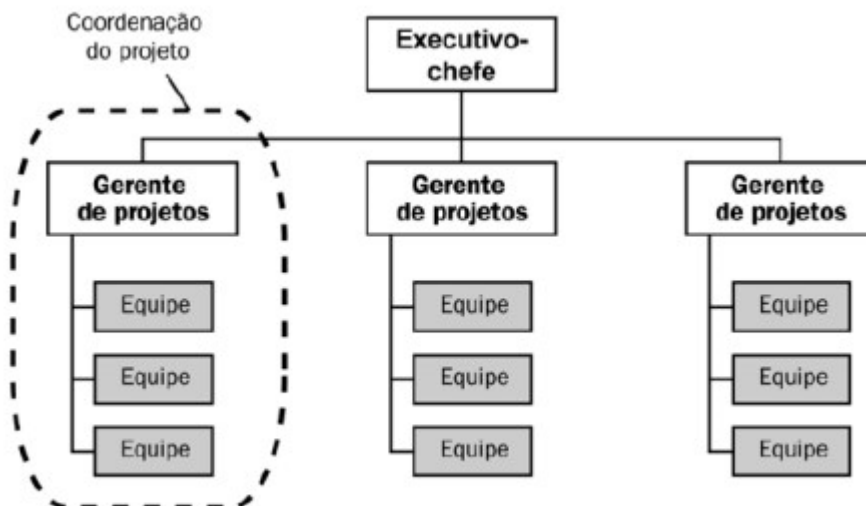 Coordenação
do projeto
Executivo-
chefe
Gerente
de projetos
Gerente
de projetos
Gerente
de projetos
Equipe
Equipe
Equipe
Equipe
Equipe
Equipe
Equipe
Equipe
Equipe